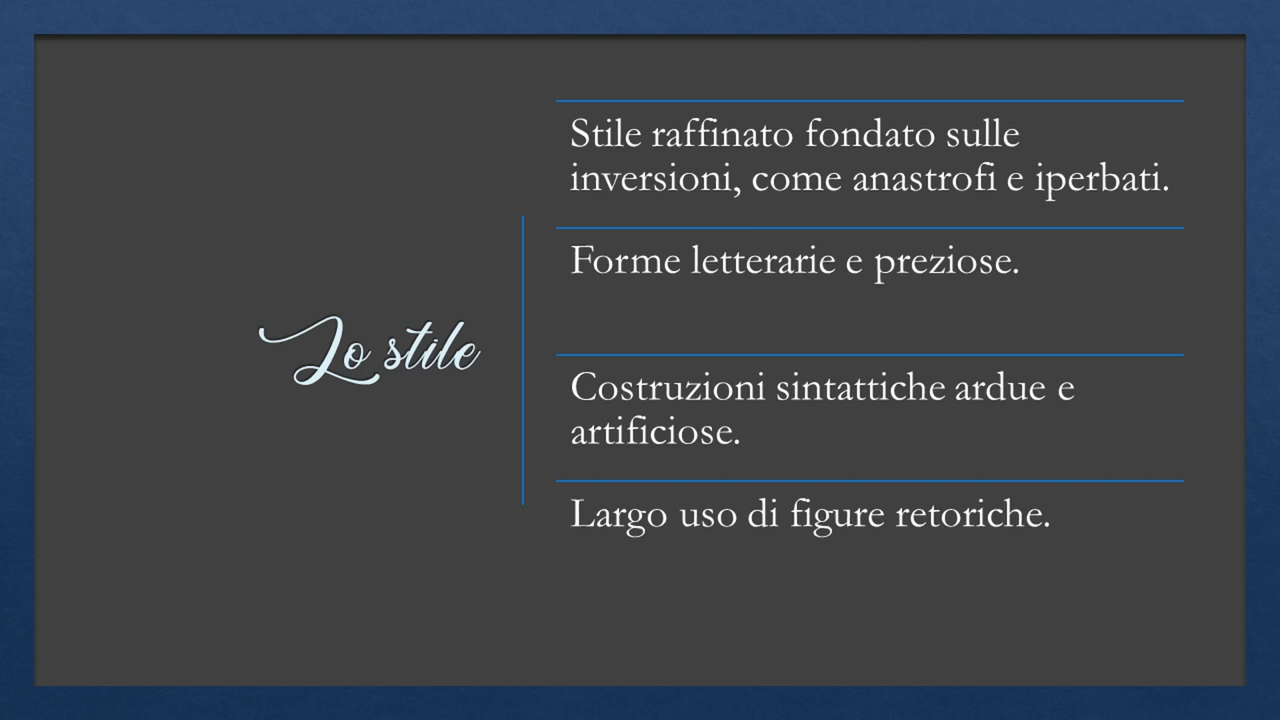 Lo stile
Stile raffinato fondato sulle
inversioni, come anastrofi e iperbati.
Forme letterarie e preziose.
Costruzioni sintattiche ardue e
artificiose.
Largo uso di figure retoriche.